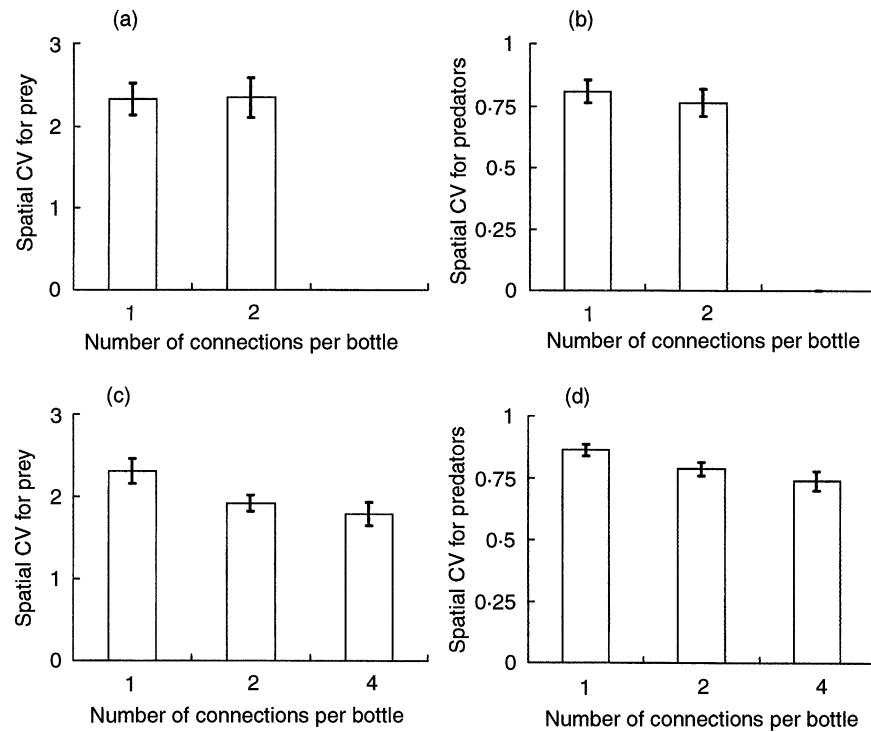 (a)
Spatial CV for prey
3
2
1
0
1 2
Number of connections per bottle
(b)
Spatial CV for predators
1
0·75
0·5
0·25
0
1 2
Number of connections per bottle
(c)
Spatial CV for prey
3
2
1
0
1 2 4
Number of connections per bottle
(d)
Spatial CV for predators
1
0·75
0·5
0·25
0
1 2 4
Number of connections per bottle